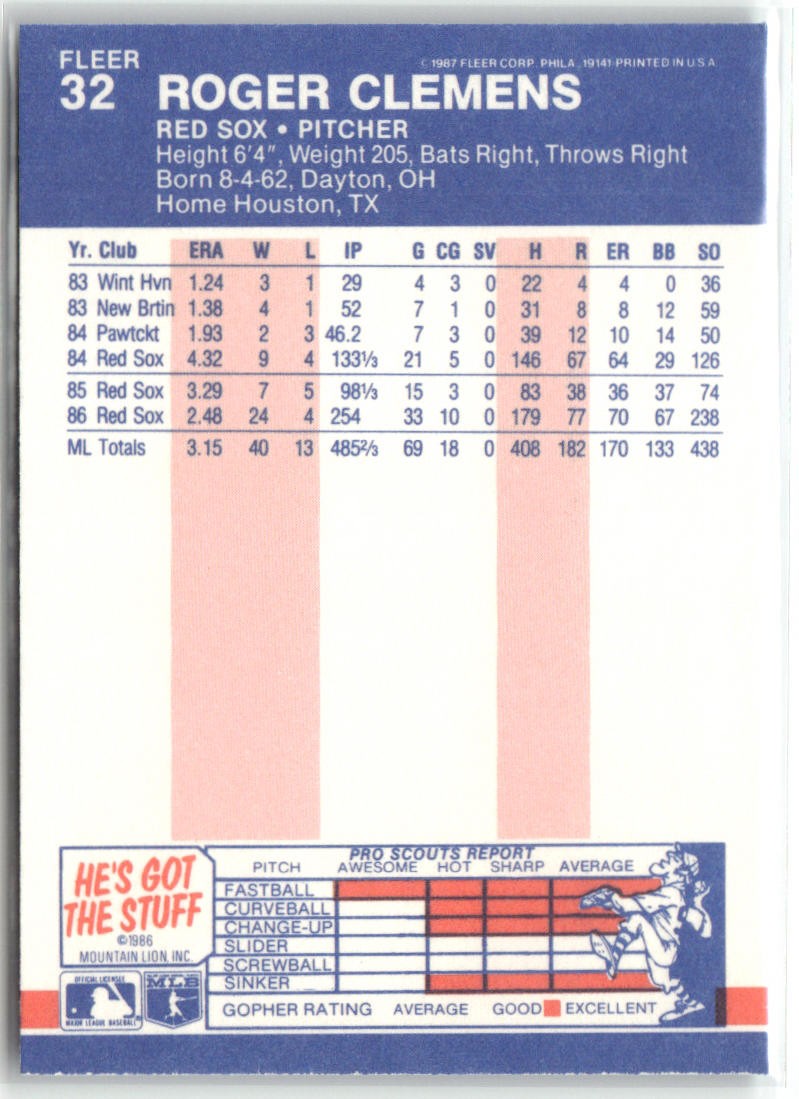 FLEER
© 1987 FLEER CORP. PHILA., 19141 PRINTED IN U.S.A.
32 ROGER CLEMENS
RED SOX • PITCHER
Height 6'4", Weight 205, Bats Right, Throws Right
Born 8-4-62, Dayton, OH
Home Houston, TX
Yr. Club ERA W L IP G CG SV H R ER BB SO
83 Wint Hvn 1.24 3 1 29 4 3 0 22 4 4 0 36
83 New Brtin 1.38 4 1 52 7 1 0 31 8 8 12 59
84 Pawtckt 1.93 2 3 46.2 7 3 0 39 12 10 14 50
84 Red Sox 4.32 9 4 133⅓ 21 5 0 146 67 64 29 126
85 Red Sox 3.29 7 5 98⅓ 15 3 0 83 38 36 37 74
86 Red Sox 2.48 24 4 254 33 10 0 179 77 70 67 238
ML Totals 3.15 40 13 485⅔ 69 18 0 408 182 170 133 438
HE'S GOT
THE STUFF
©1986
MOUNTAIN LION, INC.
OFFICIAL LICENSEE
MAJOR LEAGUE BASEBALL
MLB
PRO SCOUTS REPORT
PITCH AWESOME HOT SHARP AVERAGE
FASTBALL
CURVEBALL
CHANGE-UP
SLIDER
SCREWBALL
SINKER
GOPHER RATING AVERAGE GOOD EXCELLENT